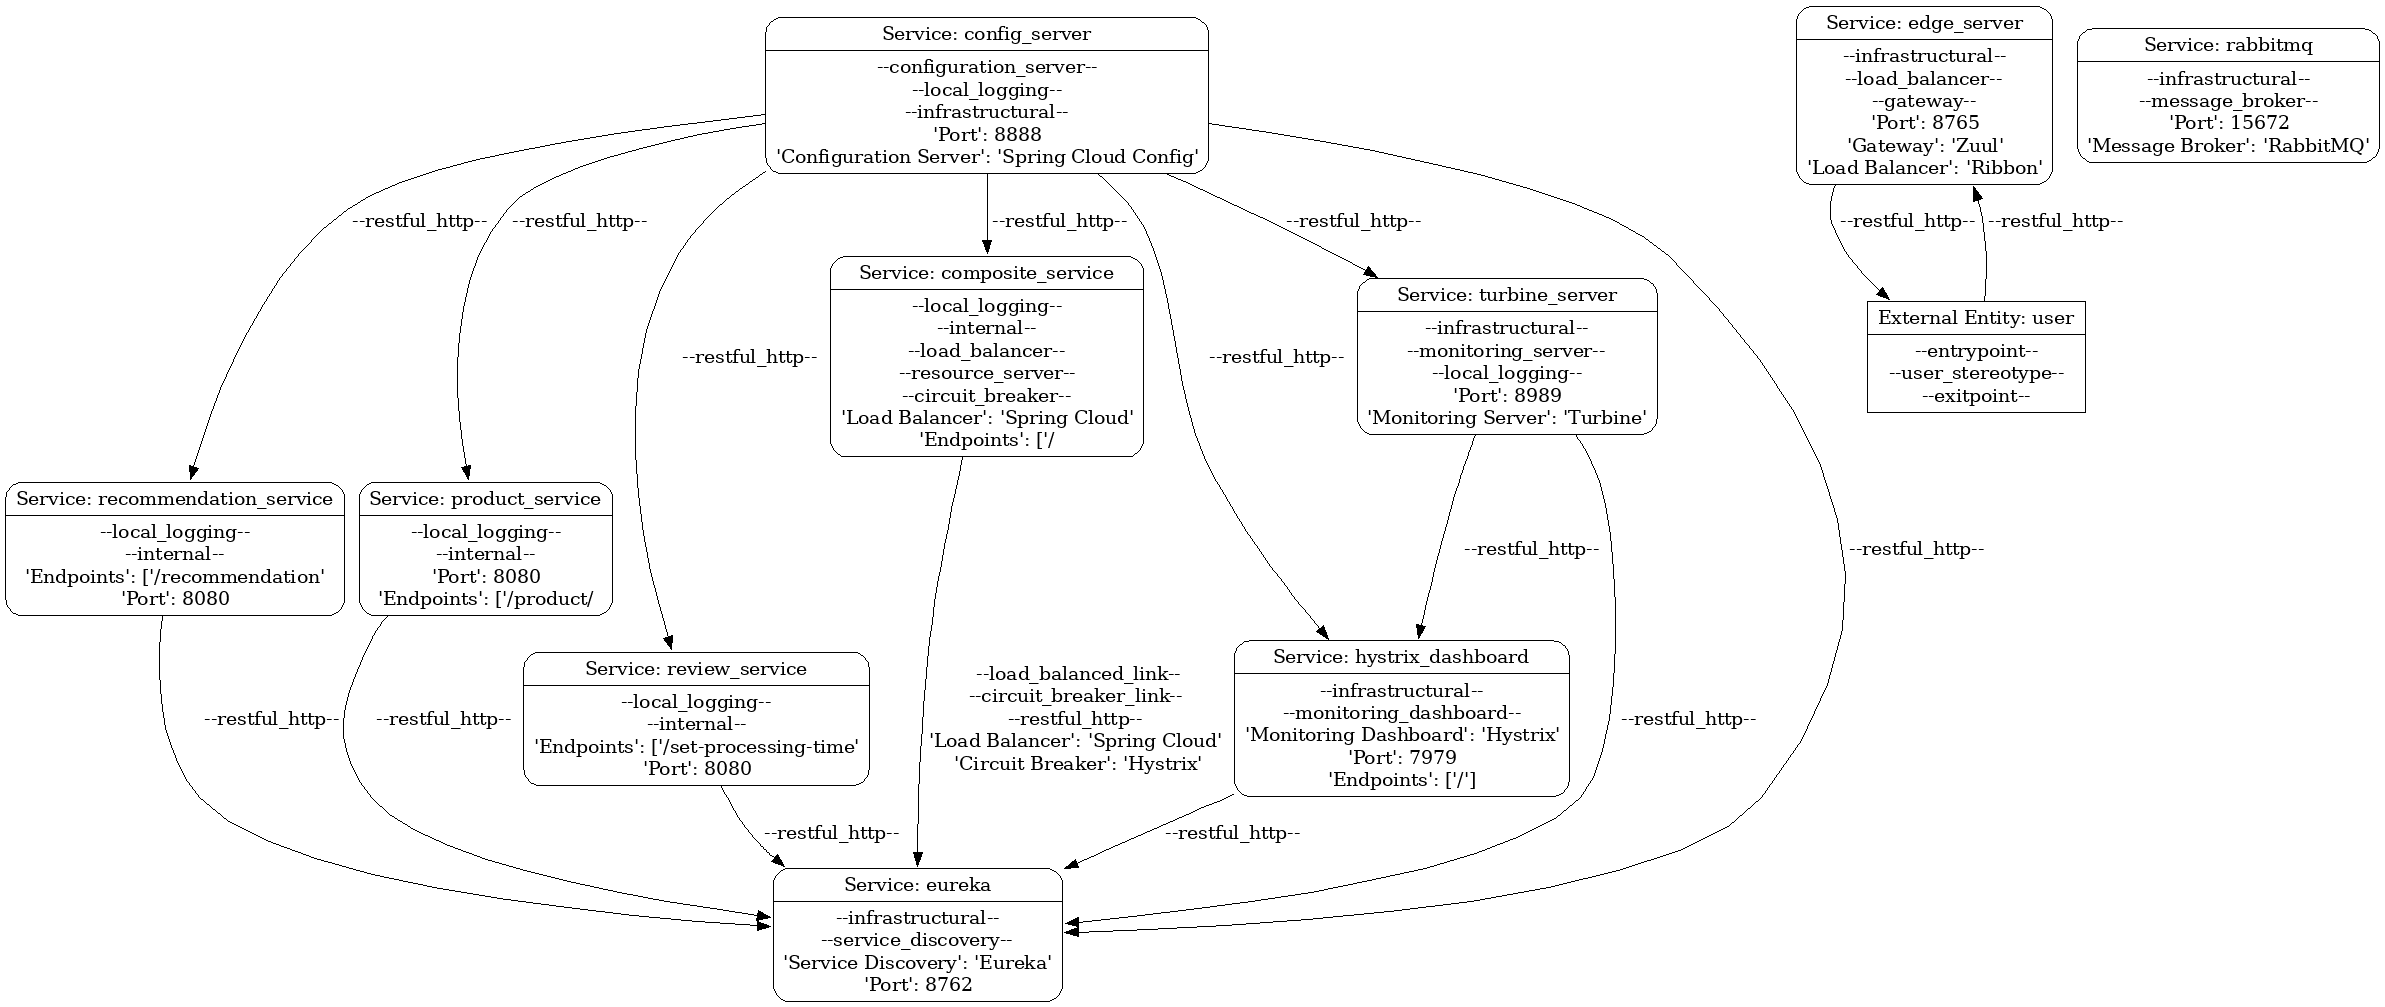 Service: config_server
--configuration_server--
--local_logging--
--infrastructural--
'Port': 8888
'Configuration Server': 'Spring Cloud Config'
Service: edge_server
--infrastructural--
--load_balancer--
--gateway--
'Port': 8765
'Gateway': 'Zuul'
'Load Balancer': 'Ribbon'
Service: rabbitmq
--infrastructural--
--message_broker--
'Port': 15672
'Message Broker': 'RabbitMQ'
--restful_http--
--restful_http--
--restful_http--
--restful_http--
--restful_http--
--restful_http--
Service: composite_service
--local_logging--
--internal--
--load_balancer--
--resource_server--
--circuit_breaker--
'Load Balancer': 'Spring Cloud'
'Endpoints': ['/
Service: turbine_server
--infrastructural--
--monitoring_server--
--local_logging--
'Port': 8989
'Monitoring Server': 'Turbine'
External Entity: user
--entrypoint--
--user_stereotype--
--exitpoint--
--restful_http--
--restful_http--
Service: recommendation_service
--local_logging--
--internal--
'Endpoints': ['/recommendation'
'Port': 8080
Service: product_service
--local_logging--
--internal--
'Port': 8080
'Endpoints': ['/product/
--restful_http--
--restful_http--
Service: review_service
--local_logging--
--internal--
'Endpoints': ['/set-processing-time'
'Port': 8080
Service: hystrix_dashboard
--infrastructural--
--monitoring_dashboard--
'Monitoring Dashboard': 'Hystrix'
'Port': 7979
'Endpoints': ['/']
--restful_http--
--restful_http--
--load_balanced_link--
--circuit_breaker_link--
--restful_http--
'Load Balancer': 'Spring Cloud'
'Circuit Breaker': 'Hystrix'
--restful_http--
--restful_http--
--restful_http--
Service: eureka
--infrastructural--
--service_discovery--
'Service Discovery': 'Eureka'
'Port': 8762